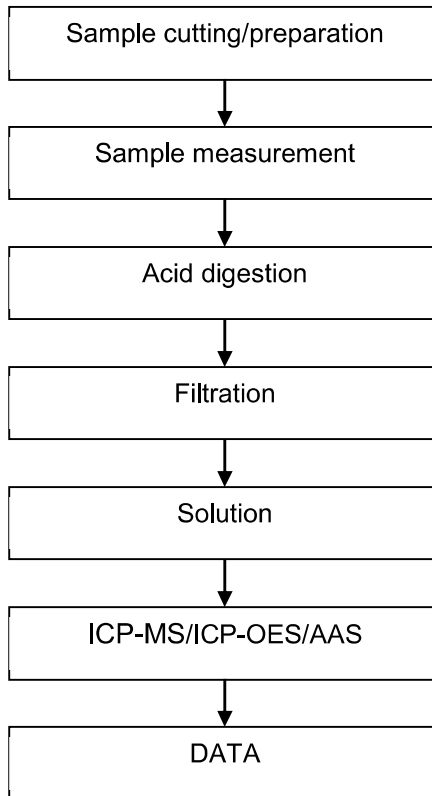 Sample cutting/preparation
Sample measurement
Acid digestion
Filtration
Solution
ICP-MS/ICP-OES/AAS
DATA